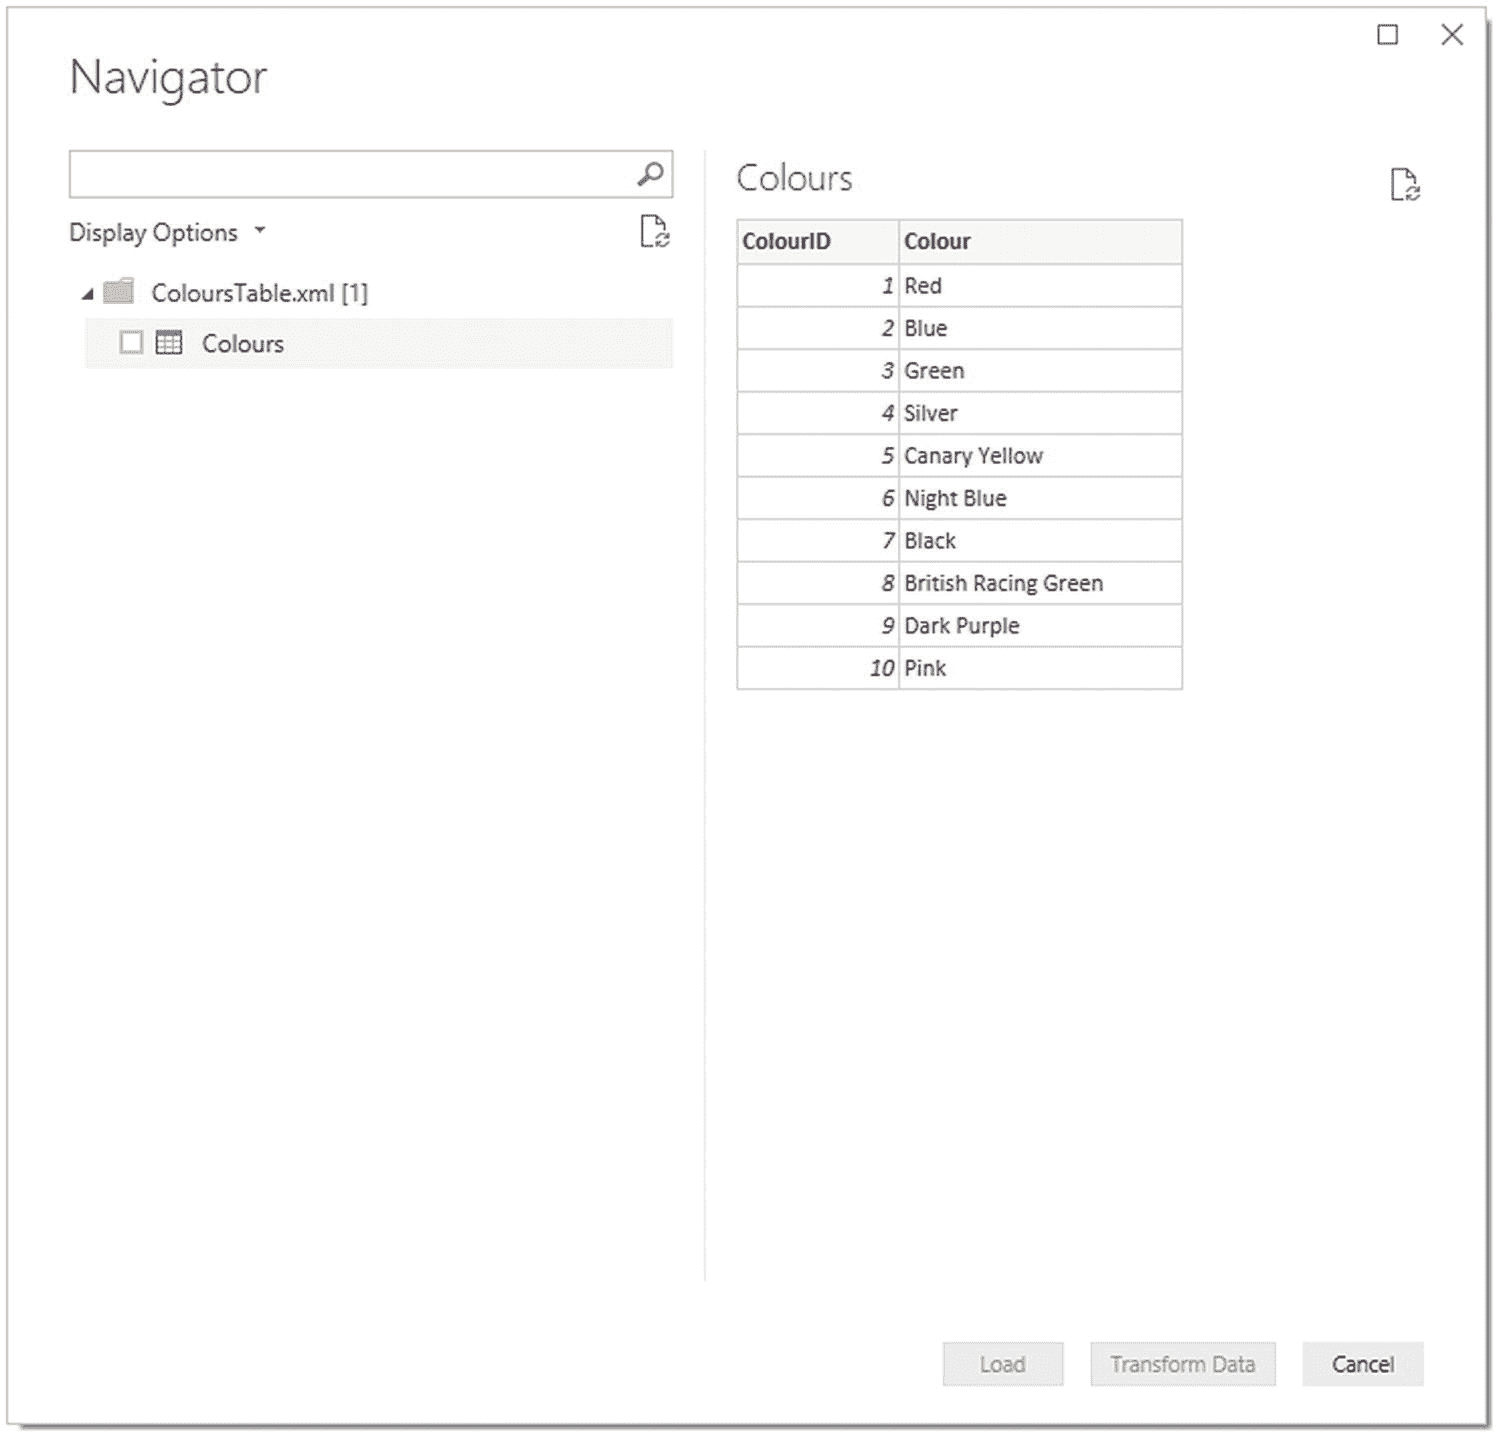 Navigator
Display Options
ColoursTable.xml [1]
Colours
Colours
ColourID Colour
1 Red
2 Blue
3 Green
4 Silver
5 Canary Yellow
6 Night Blue
7 Black
8 British Racing Green
9 Dark Purple
10 Pink
Load Transform Data Cancel